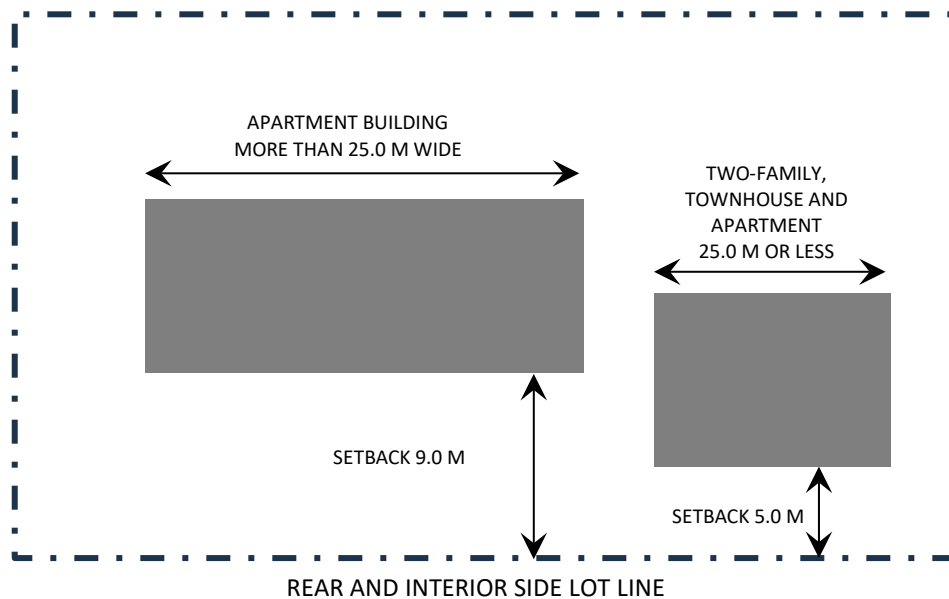 APARTMENT BUILDING
MORE THAN 25.0 M WIDE
TWO-FAMILY,
TOWNHOUSE AND
APARTMENT
25.0 M OR LESS
SETBACK 9.0 M
SETBACK 5.0 M
REAR AND INTERIOR SIDE LOT LINE